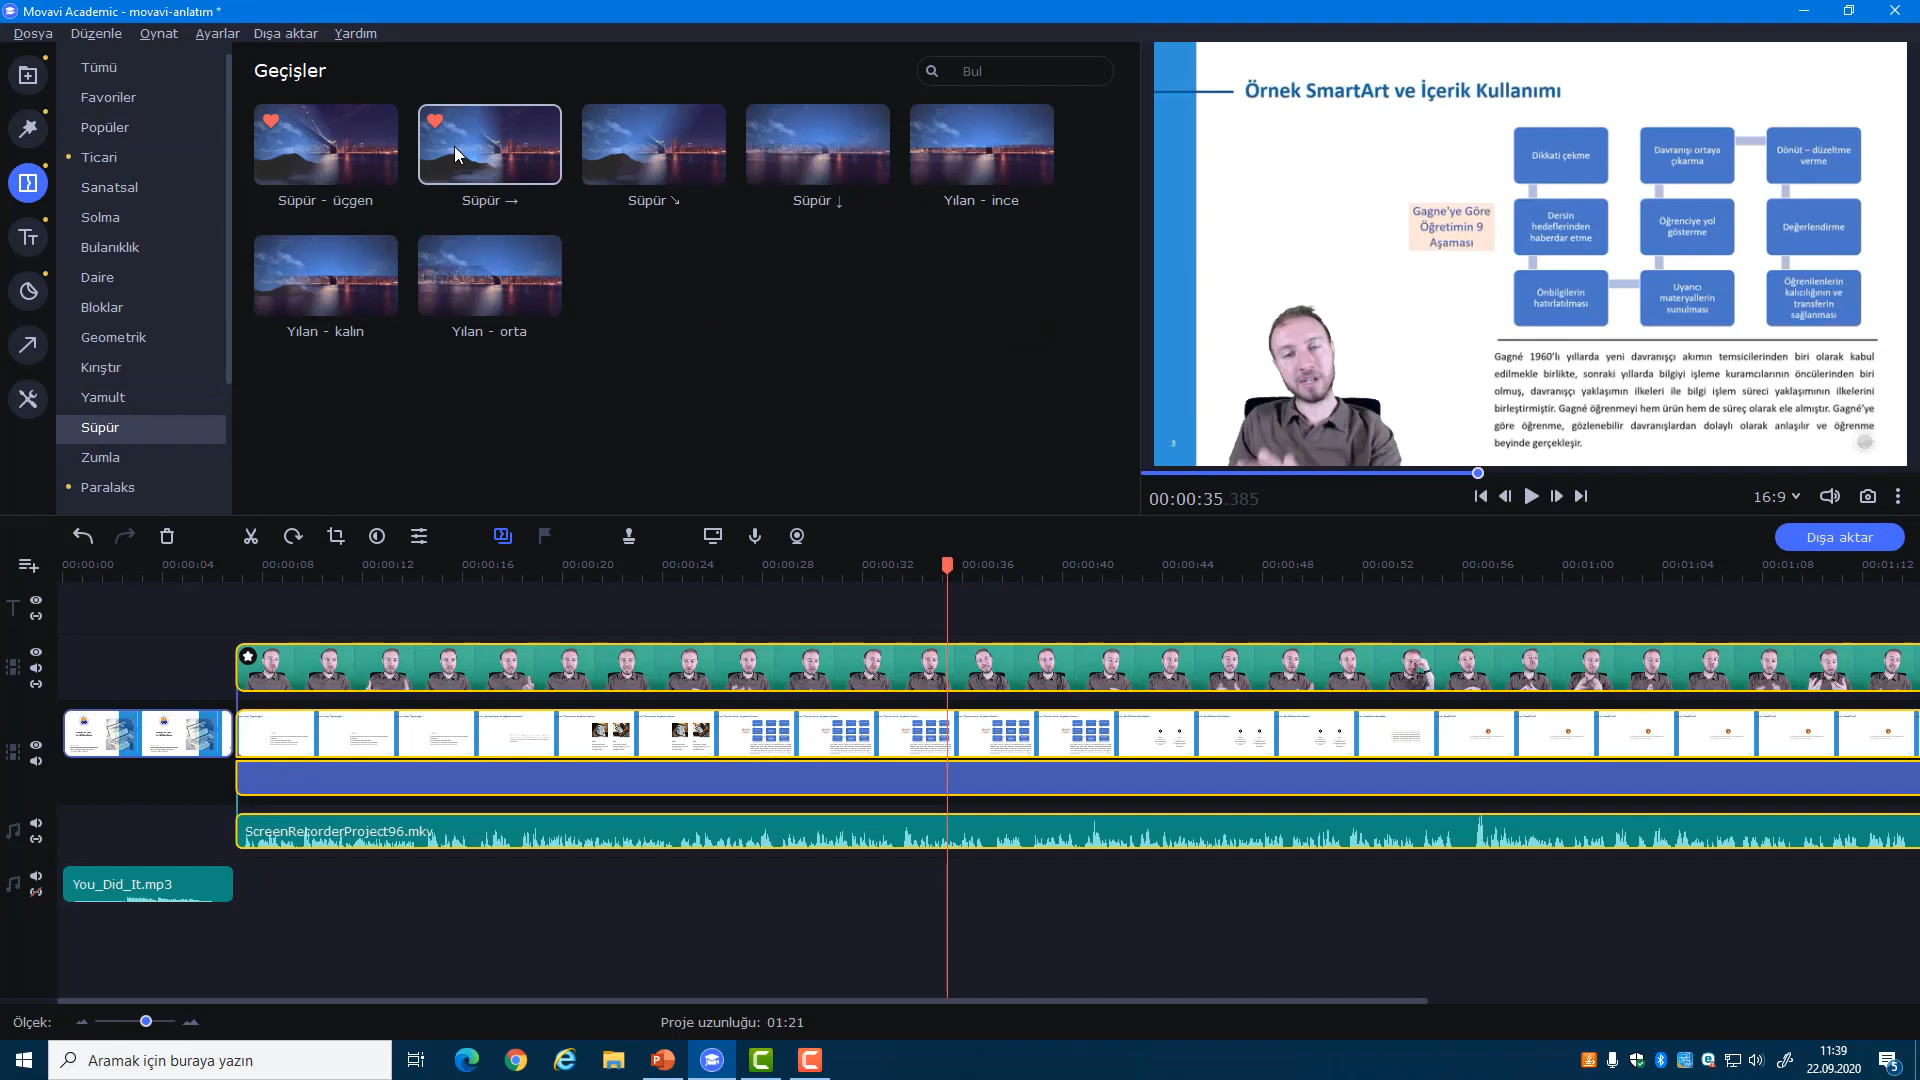 Movavi Academic - movavi-anlatım *
Dosya Düzenle Oynat Ayarlar Dışa aktar Yardım
Tümü
Favoriler
Popüler
Ticari
Sanatsal
Solma
Bulanıklık
Daire
Bloklar
Geometrik
Kırıştır
Yamult
Süpür
Zumla
Paralaks
Geçişler
Bul
Süpür - üçgen
Süpür →
Süpür ↘
Süpür ↓
Yılan - ince
Yılan - kalın
Yılan - orta
Örnek SmartArt ve İçerik Kullanımı
Gagne'ye Göre
Öğretimin 9
Aşaması
Dikkati çekme
Dersin
hedeflerinden
haberdar etme
Önbilgilerin
hatırlatılması
Uyarıcı
materyallerin
sunulması
Öğrenciye yol
gösterme
Davranışı ortaya
çıkarma
Dönüt – düzeltme
verme
Değerlendirme
Öğrenilenlerin
kalıcılığının ve
transferin
sağlanması
Gagné 1960'lı yıllarda yeni davranışçı akımın temsicilerinden biri olarak kabul
edilmekle birlikte, sonraki yıllarda bilgiyi işleme kuramcılarının öncülerinden biri
olmuş, davranışçı yaklaşımın ilkeleri ile bilgi işlem süreci yaklaşımının ilkelerini
birleştirmiştir. Gagné öğrenmeyi hem ürün hem de süreç olarak ele almıştır. Gagné'ye
göre öğrenme, gözlenebilir davranışlardan dolaylı olarak anlaşılır ve öğrenme
beyinde gerçekleşir.
3
00:00:35.385
16:9
Dışa aktar
00:00:00 00:00:04 00:00:08 00:00:12 00:00:16 00:00:20 00:00:24 00:00:28 00:00:32 00:00:36 00:00:40 00:00:44 00:00:48 00:00:52 00:00:56 00:01:00 00:01:04 00:01:08 00:01:12
ScreenRecorderProject96.mkv
You_Did_It.mp3
Ölçek:
Proje uzunluğu: 01:21
Aramak için buraya yazın
11:39
22.09.2020
5